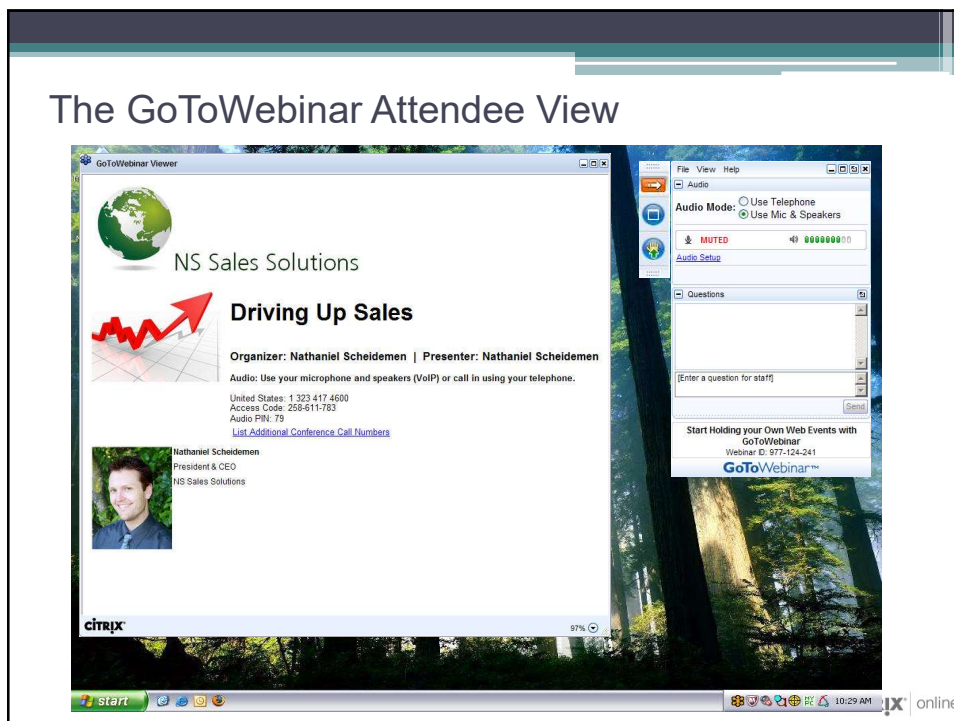 The GoToWebinar Attendee View
GoToWebinar Viewer
NS Sales Solutions
Driving Up Sales
Organizer: Nathaniel Scheidemen | Presenter: Nathaniel Scheidemen
Audio: Use your microphone and speakers (VoIP) or call in using your telephone.
United States: 1 323 417 4600
Access Code: 258-611-783
Audio PIN: 79
List Additional Conference Call Numbers
Nathaniel Scheidemen
President & CEO
NS Sales Solutions
CITRIX
97%
File View Help
Audio
Audio Mode:
Use Telephone
Use Mic & Speakers
MUTED
Audio Setup
Questions
[Enter a question for staff]
Send
Start Holding your Own Web Events with
GoToWebinar
Webinar ID: 977-124-241
GoToWebinar™
start
MY
PC
10:29 AM
IX | online